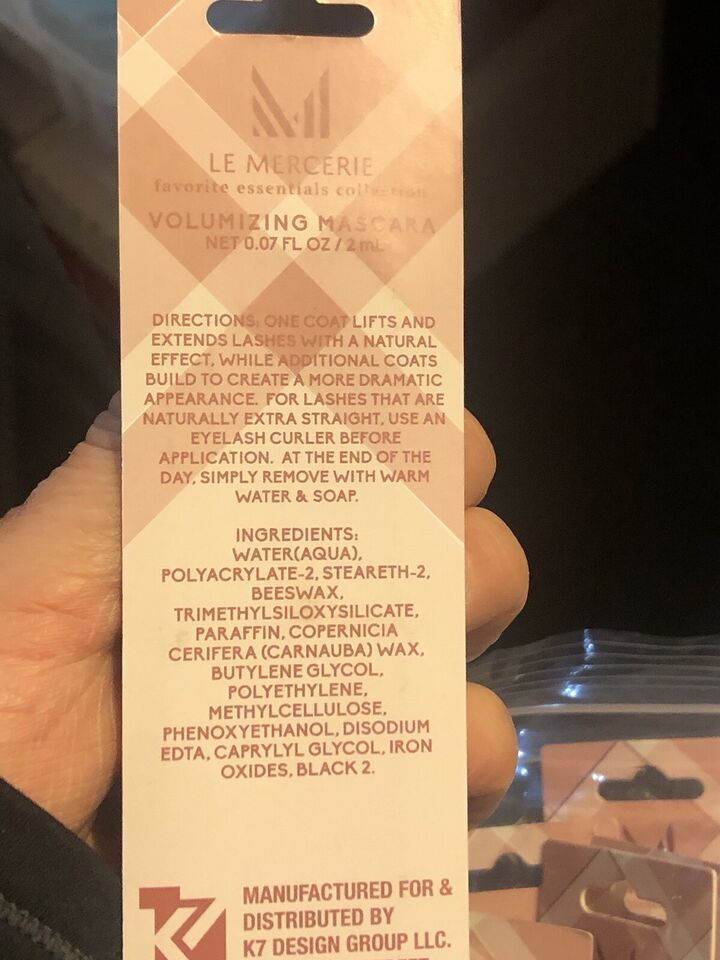 M
LE MERCERIE
favorite essentials collection
VOLUMIZING MASCARA
NET 0.07 FL OZ / 2 mL
DIRECTIONS: ONE COAT LIFTS AND
EXTENDS LASHES WITH A NATURAL
EFFECT, WHILE ADDITIONAL COATS
BUILD TO CREATE A MORE DRAMATIC
APPEARANCE. FOR LASHES THAT ARE
NATURALLY EXTRA STRAIGHT, USE AN
EYELASH CURLER BEFORE
APPLICATION. AT THE END OF THE
DAY, SIMPLY REMOVE WITH WARM
WATER & SOAP.
INGREDIENTS:
WATER(AQUA),
POLYACRYLATE-2, STEARETH-2,
BEESWAX,
TRIMETHYLSILOXYSILICATE,
PARAFFIN, COPERNICIA
CERIFERA (CARNAUBA) WAX,
BUTYLENE GLYCOL,
POLYETHYLENE,
METHYLCELLULOSE,
PHENOXYETHANOL, DISODIUM
EDTA, CAPRYLYL GLYCOL, IRON
OXIDES, BLACK 2.
K7
MANUFACTURED FOR &
DISTRIBUTED BY
K7 DESIGN GROUP LLC.